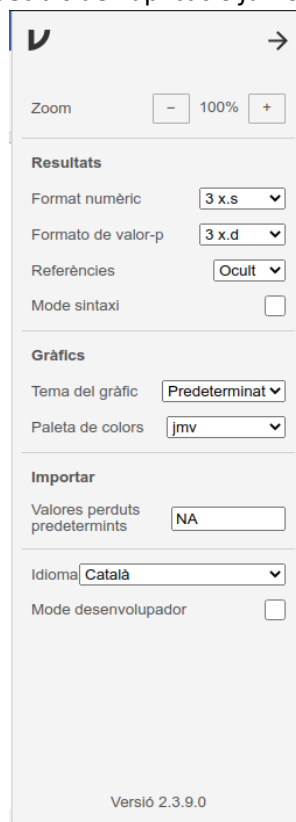 Zoom – 100% +
Resultats
Format numèric 3 x.s
Formato de valor-p 3 x.d
Referències Ocult
Mode sintaxi
Gràfics
Tema del gràfic Predeterminat
Paleta de colors jmv
Importar
Valores perduts
predetermints NA
Idioma Català
Mode desenvolupador
Versió 2.3.9.0